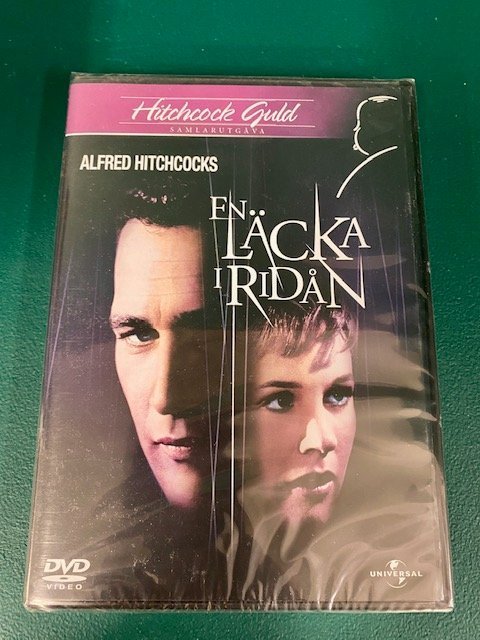 Hitchcock Guld
SAMLARUTGÅVA
ALFRED HITCHCOCKS
EN
LÄCKA
I RIDÅN
DVD
VIDEO
UNIVERSAL